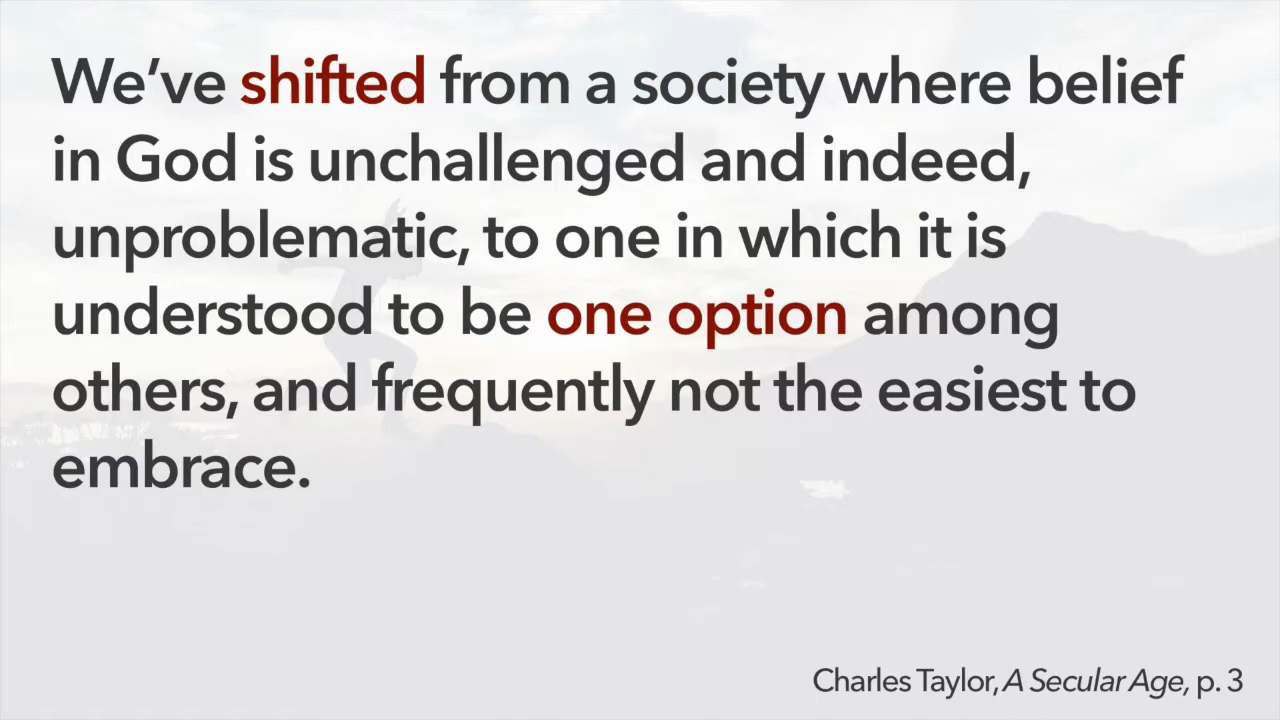 We’ve shifted from a society where belief
in God is unchallenged and indeed,
unproblematic, to one in which it is
understood to be one option among
others, and frequently not the easiest to
embrace.
Charles Taylor, A Secular Age, p. 3